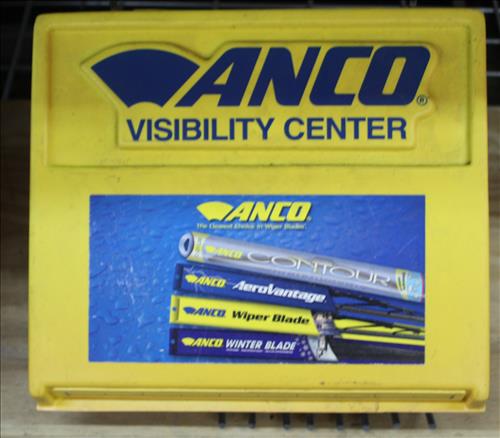 ANCO®
VISIBILITY CENTER
ANCO
The Clearest Choice in Wiper Blades
ANCO CONTOUR
ANCO AeroVantage
ANCO Wiper Blade
ANCO WINTER BLADE